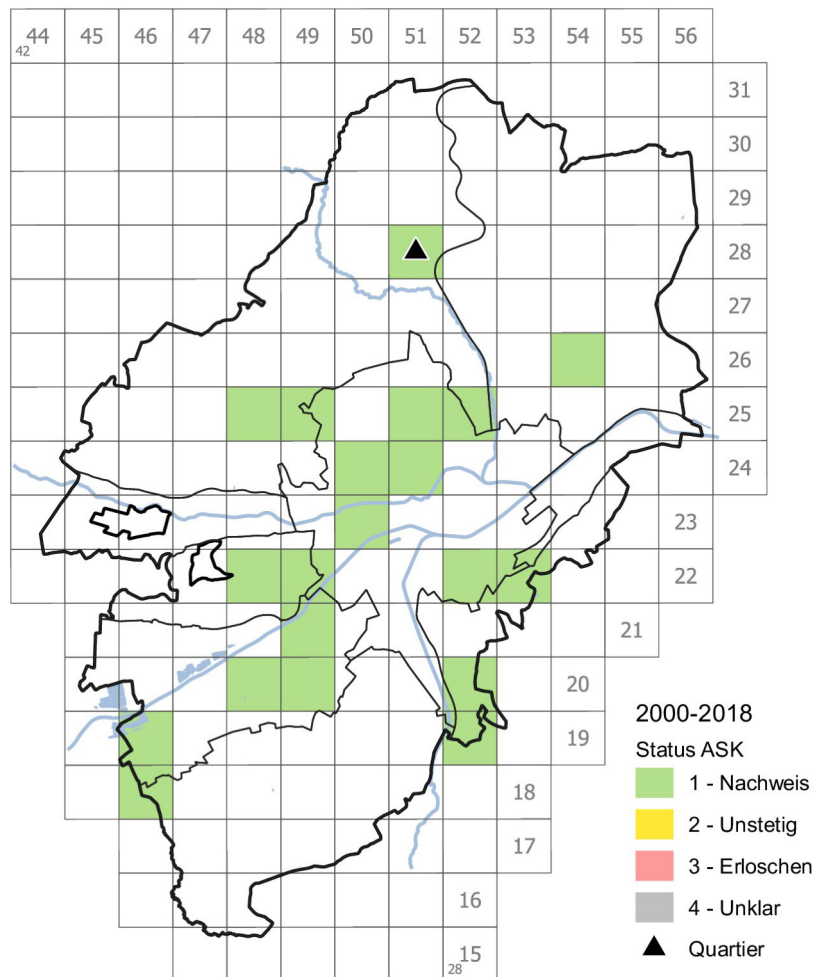 44 45 46 47 48 49 50 51 52 53 54 55 56
42
31
30
29
28
27
26
25
24
23
22
21
20
19
18
17
16
15
28
2000-2018
Status ASK
1 - Nachweis
2 - Unstetig
3 - Erloschen
4 - Unklar
Quartier